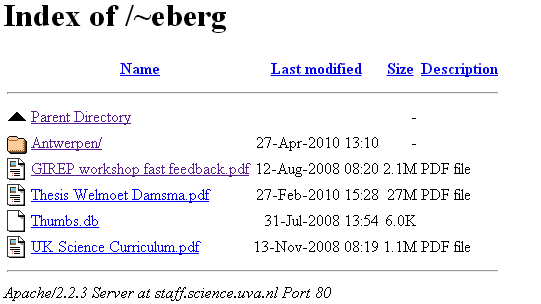 Index of /~eberg
Name Last modified Size Description
Parent Directory -
Antwerpen/ 27-Apr-2010 13:10 -
GIREP workshop fast feedback.pdf 12-Aug-2008 08:20 2.1M PDF file
Thesis Welmoet Damsma.pdf 27-Feb-2010 15:28 27M PDF file
Thumbs.db 31-Jul-2008 13:54 6.0K
UK Science Curriculum.pdf 13-Nov-2008 08:19 1.1M PDF file
Apache/2.2.3 Server at staff.science.uva.nl Port 80